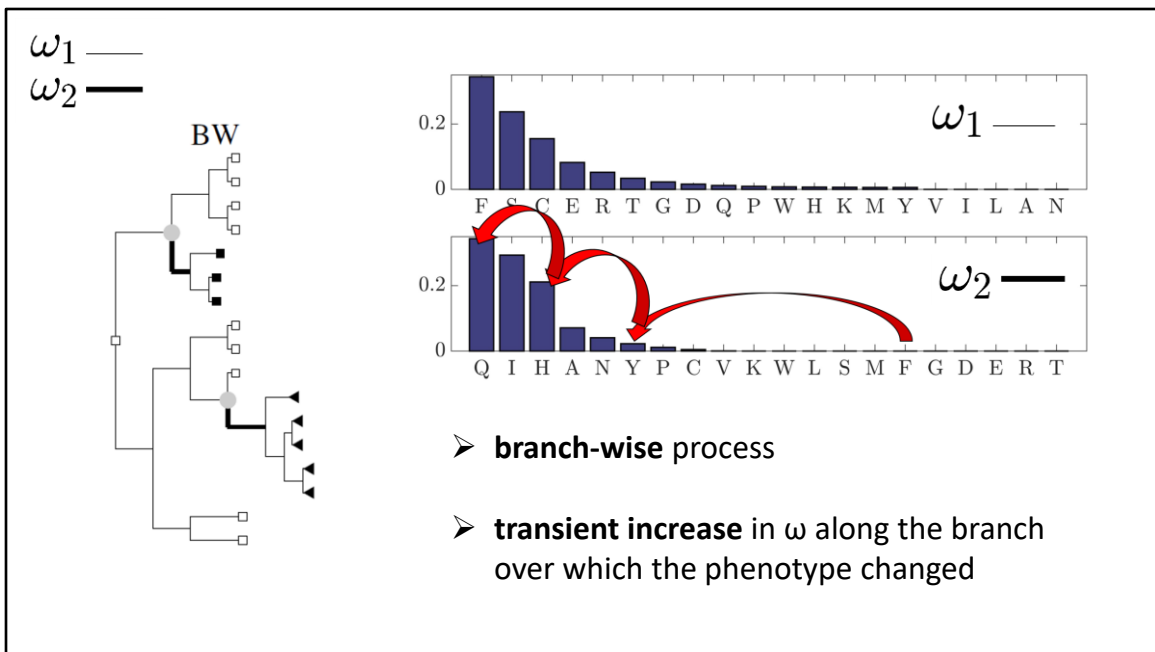 ω1
ω2
BW
0.2
0
ω1
F S C E R T G D Q P W H K M Y V I L A N
0.2
0
ω2
Q I H A N Y P C V K W L S M F G D E R T
➢ branch-wise process
➢ transient increase in ω along the branch
over which the phenotype changed